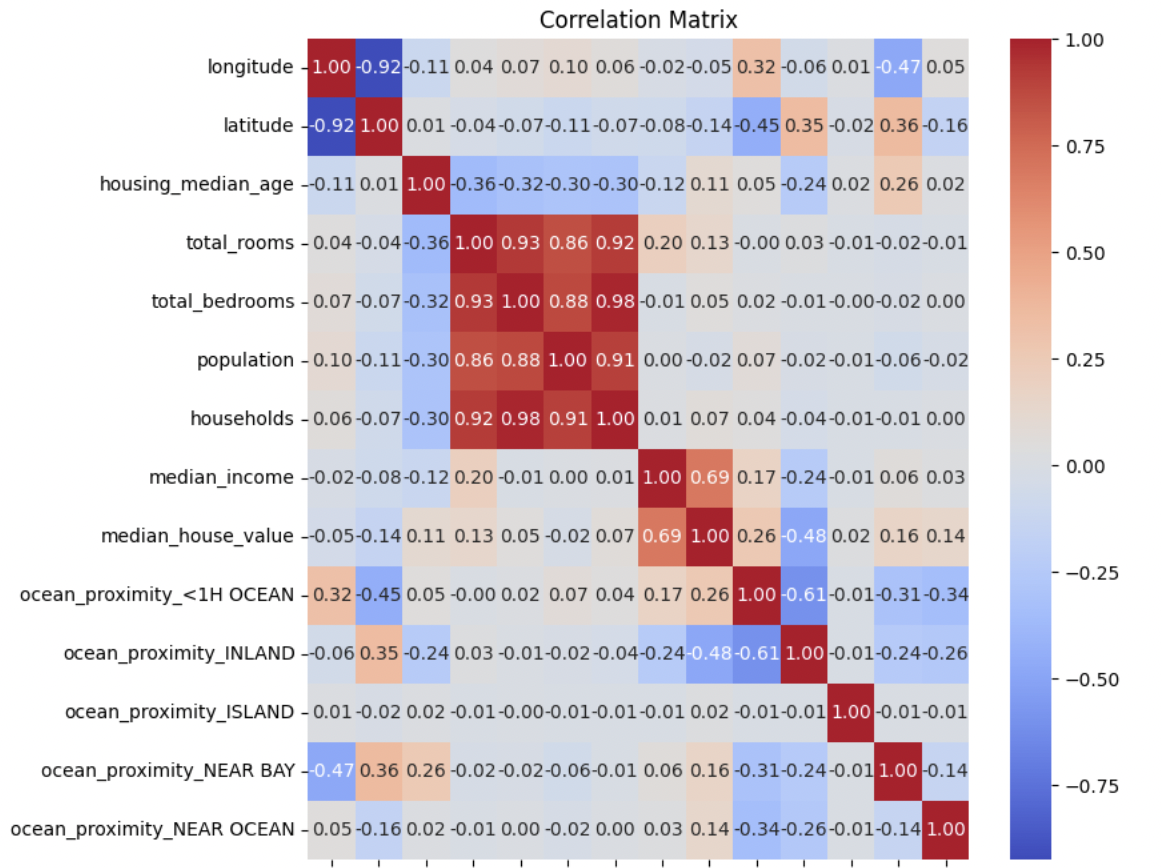 Correlation Matrix
longitude 1.00 -0.92 -0.11 0.04 0.07 0.10 0.06 -0.02 -0.05 0.32 -0.06 0.01 -0.47 0.05
latitude -0.92 1.00 0.01 -0.04 -0.07 -0.11 -0.07 -0.08 -0.14 -0.45 0.35 -0.02 0.36 -0.16
housing_median_age -0.11 0.01 1.00 -0.36 -0.32 -0.30 -0.30 -0.12 0.11 0.05 -0.24 0.02 0.26 0.02
total_rooms 0.04 -0.04 -0.36 1.00 0.93 0.86 0.92 0.20 0.13 -0.00 0.03 -0.01 -0.02 -0.01
total_bedrooms 0.07 -0.07 -0.32 0.93 1.00 0.88 0.98 -0.01 0.05 0.02 -0.01 -0.00 -0.02 0.00
population 0.10 -0.11 -0.30 0.86 0.88 1.00 0.91 0.00 -0.02 0.07 -0.02 -0.01 -0.06 -0.02
households 0.06 -0.07 -0.30 0.92 0.98 0.91 1.00 0.01 0.07 0.04 -0.04 -0.01 -0.01 0.00
median_income -0.02 -0.08 -0.12 0.20 -0.01 0.00 0.01 1.00 0.69 0.17 -0.24 -0.01 0.06 0.03
median_house_value -0.05 -0.14 0.11 0.13 0.05 -0.02 0.07 0.69 1.00 0.26 -0.48 0.02 0.16 0.14
ocean_proximity_<1H OCEAN 0.32 -0.45 0.05 -0.00 0.02 0.07 0.04 0.17 0.26 1.00 -0.61 -0.01 -0.31 -0.34
ocean_proximity_INLAND -0.06 0.35 -0.24 0.03 -0.01 -0.02 -0.04 -0.24 -0.48 -0.61 1.00 -0.01 -0.24 -0.26
ocean_proximity_ISLAND 0.01 -0.02 0.02 -0.01 -0.00 -0.01 -0.01 -0.01 0.02 -0.01 -0.01 1.00 -0.01 -0.01
ocean_proximity_NEAR BAY -0.47 0.36 0.26 -0.02 -0.02 -0.06 -0.01 0.06 0.16 -0.31 -0.24 -0.01 1.00 -0.14
ocean_proximity_NEAR OCEAN 0.05 -0.16 0.02 -0.01 0.00 -0.02 0.00 0.03 0.14 -0.34 -0.26 -0.01 -0.14 1.00
1.00
0.75
0.50
0.25
0.00
−0.25
−0.50
−0.75